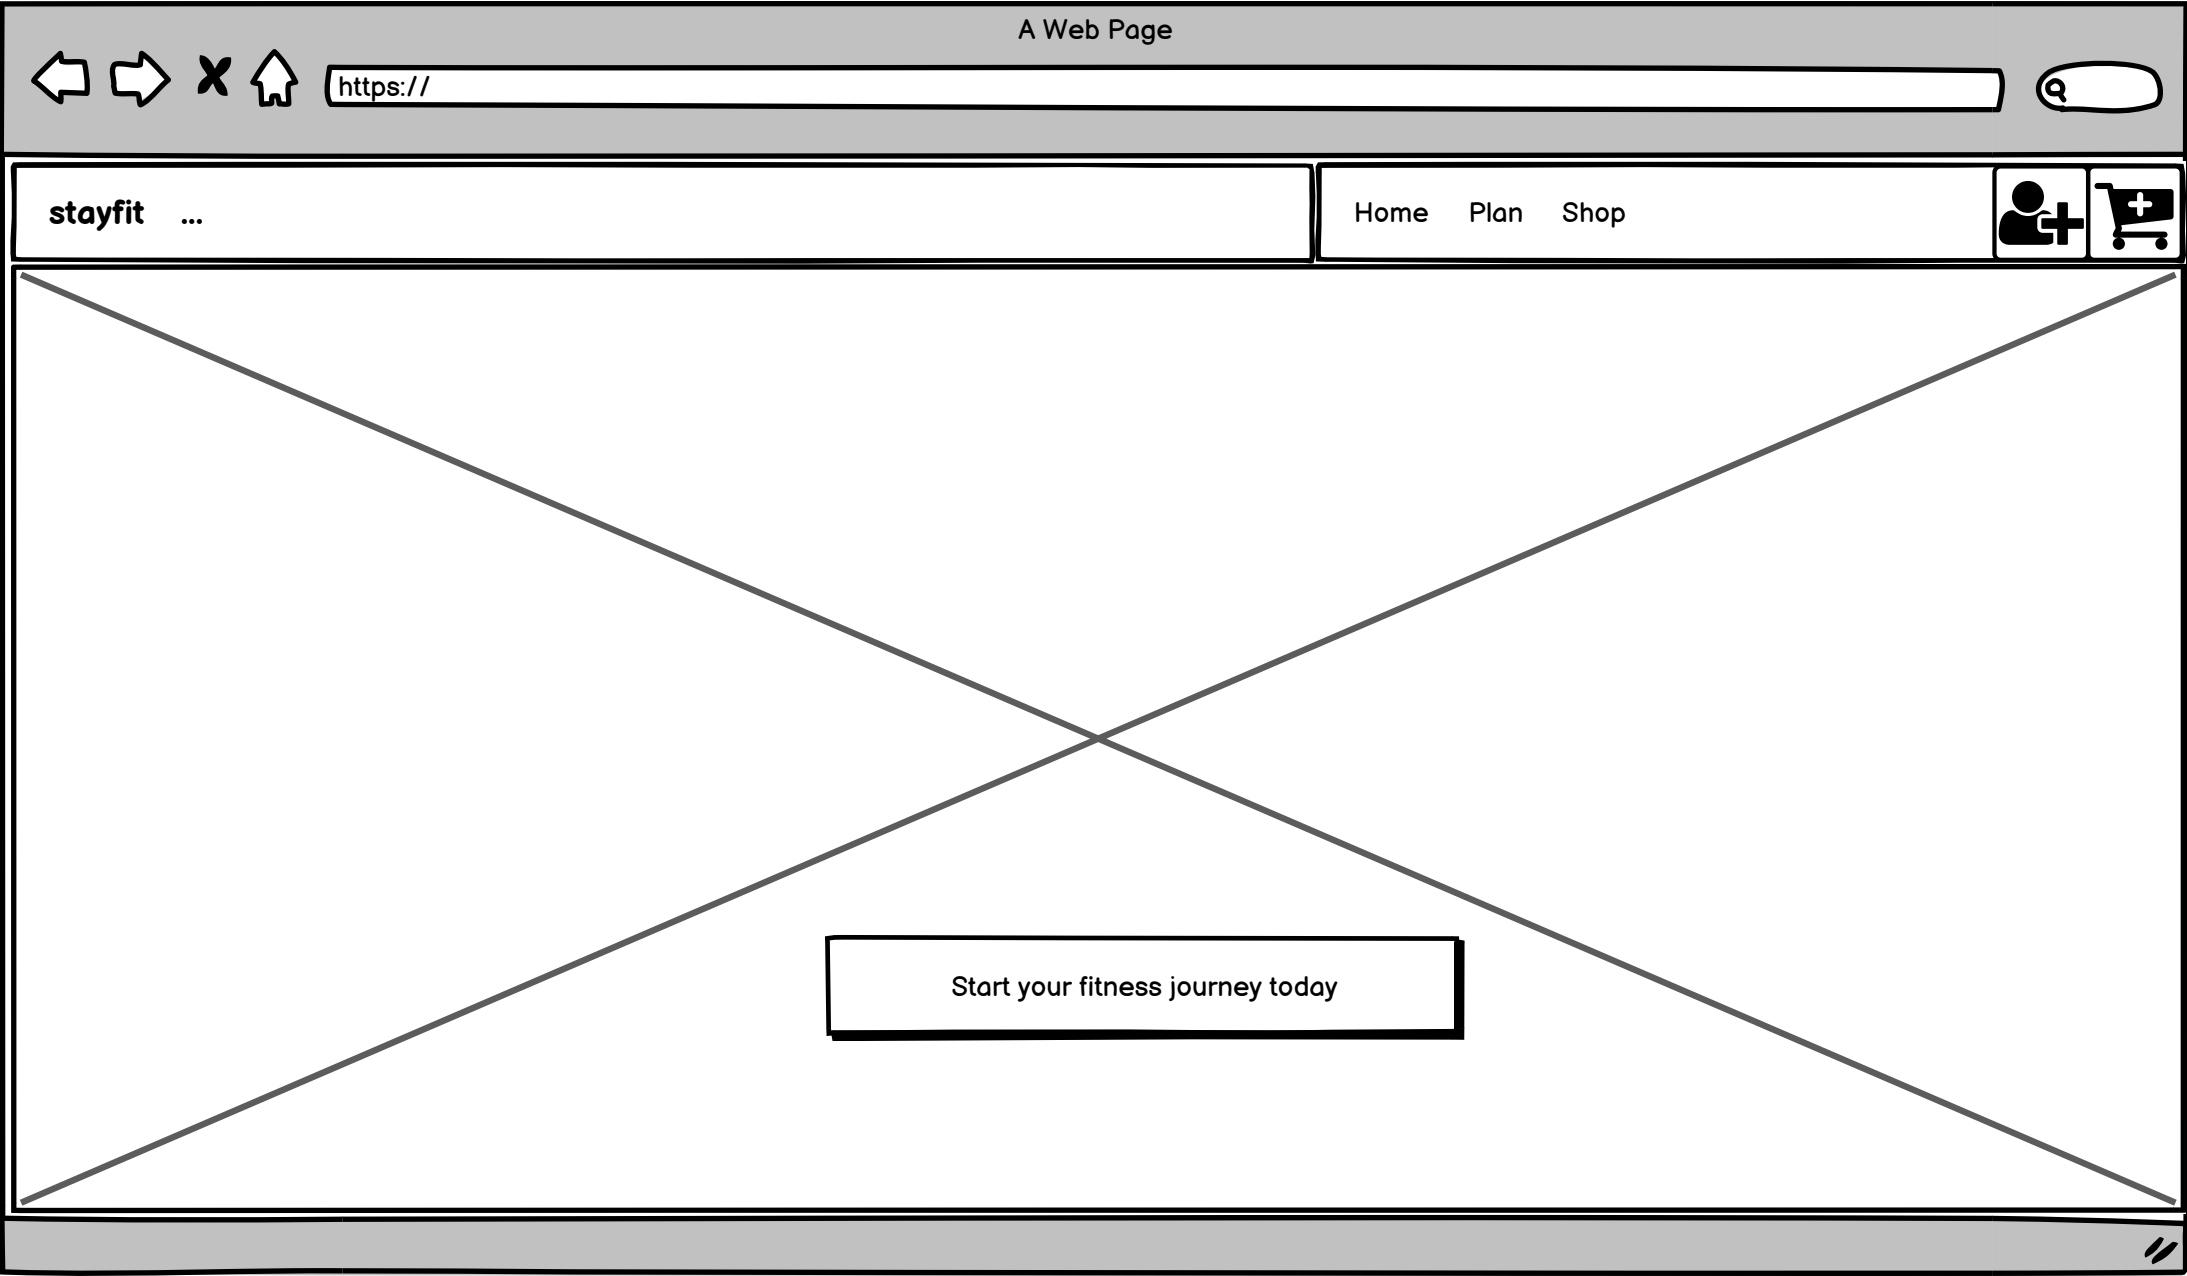 A Web Page
https://
stayfit ...
Home Plan Shop
Start your fitness journey today